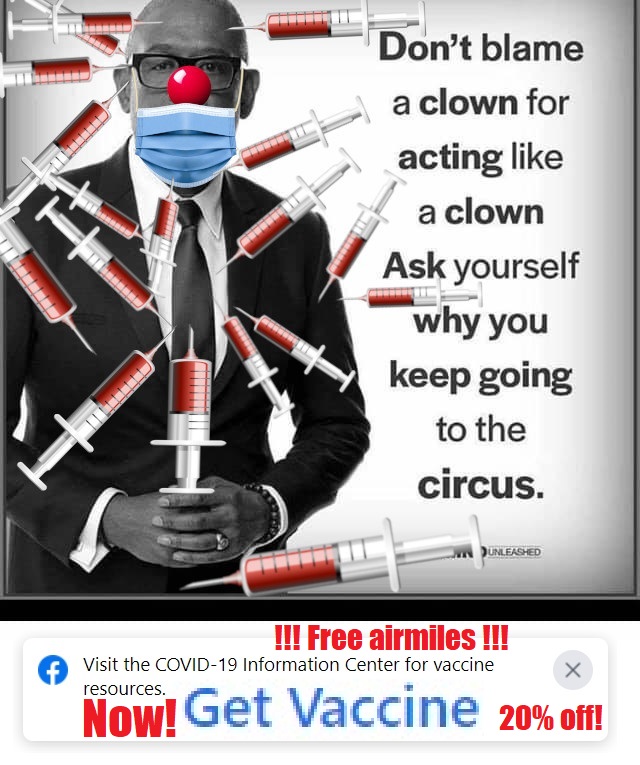 Don't blame
a clown for
acting like
a clown
Ask yourself
why you
keep going
to the
circus.
UNLEASHED
!!! Free airmiles !!!
Visit the COVID-19 Information Center for vaccine
resources.
Now! Get Vaccine 20% off!